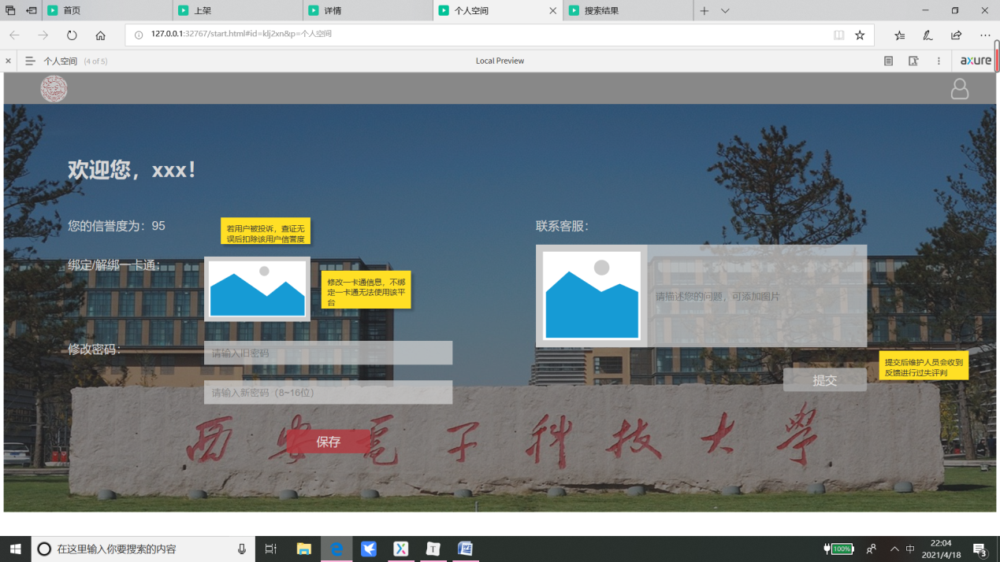 首页
上架
详情
个人空间
搜索结果
127.0.0.1:32767/start.html#id=klj2xn&p=个人空间
个人空间 (4 of 5)
Local Preview
axure
欢迎您，xxx！
您的信誉度为：95
若用户被投诉，查证无
误后扣除该用户信誉度
联系客服：
绑定/解绑一卡通：
修改一卡通信息，不绑
定一卡通无法使用该平
台
请描述您的问题，可添加图片
修改密码：
请输入旧密码
提交后维护人员会收到
反馈进行过失评判
提交
请输入新密码（8~16位）
保存
西安电子科技大学
在这里输入你要搜索的内容
100%
中
22:04
2021/4/18
3